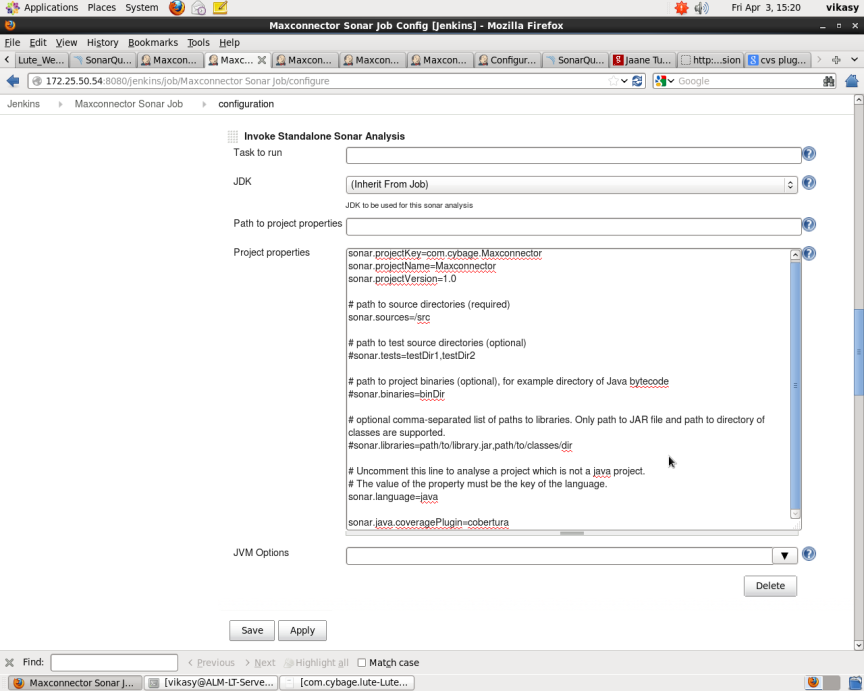 Applications Places System
Fri Apr 3, 15:20 vikasy
Maxconnector Sonar Job Config [Jenkins] - Mozilla Firefox
File Edit View History Bookmarks Tools Help
Lute_We... SonarQu... Maxcon... Maxc... Maxcon... Maxcon... Maxcon... Configur... SonarQu... Jaane Tu... http:...sion cvs plug...
172.25.50.54:8080/jenkins/job/Maxconnector Sonar Job/configure
Google
Jenkins Maxconnector Sonar Job configuration
Invoke Standalone Sonar Analysis
Task to run
JDK
(Inherit From Job)
JDK to be used for this sonar analysis
Path to project properties
Project properties
sonar.projectKey=com.cybage.Maxconnector
sonar.projectName=Maxconnector
sonar.projectVersion=1.0
# path to source directories (required)
sonar.sources=/src
# path to test source directories (optional)
#sonar.tests=testDir1,testDir2
# path to project binaries (optional), for example directory of Java bytecode
#sonar.binaries=binDir
# optional comma-separated list of paths to libraries. Only path to JAR file and path to directory of
classes are supported.
#sonar.libraries=path/to/library.jar,path/to/classes/dir
# Uncomment this line to analyse a project which is not a java project.
# The value of the property must be the key of the language.
sonar.language=java
sonar.java.coveragePlugin=cobertura
JVM Options
Delete
Save Apply
Find: Previous Next Highlight all Match case
Maxconnector Sonar J... [vikasy@ALM-LT-Serve... [com.cybage.lute-Lute...